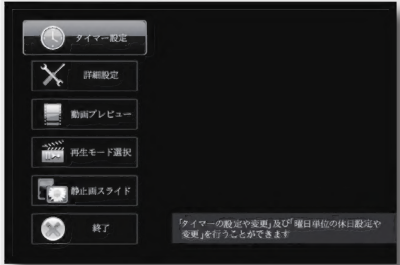 タイマー設定
詳細設定
動画プレビュー
再生モード選択
静止画スライド
終了
「タイマーの設定や変更」及び「曜日単位の休日設定や
変更」を行うことができます